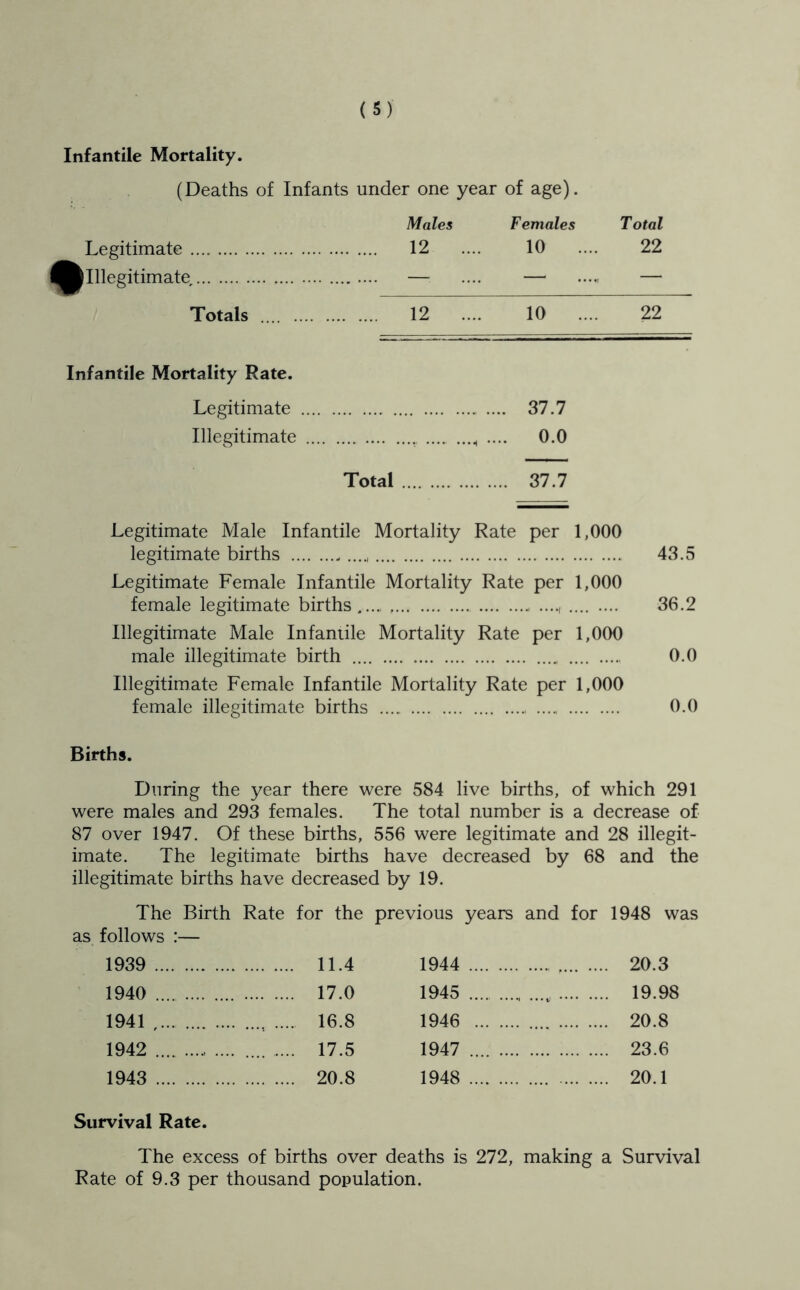 (5)
Infantile Mortality.
(Deaths of Infants under one year of age).
Males Females Total
Legitimate .... .... .... .... .... .... 12 .... 10 .... 22
Illegitimate .... .... .... .... .... .... — .... — .... —
Totals .... .... .... .... 12 .... 10 .... 22
Infantile Mortality Rate.
Legitimate .... .... .... .... .... .... .... 37.7
Illegitimate .... .... .... .... .... .... .... 0.0
Total .... .... .... .... 37.7
Legitimate Male Infantile Mortality Rate per 1,000
legitimate births .... .... .... .... .... .... .... .... .... .... .... 43.5
Legitimate Female Infantile Mortality Rate per 1,000
female legitimate births .... .... .... .... .... .... .... .... .... 36.2
Illegitimate Male Infantile Mortality Rate per 1,000
male illegitimate birth .... .... .... .... .... .... .... .... .... 0.0
Illegitimate Female Infantile Mortality Rate per 1,000
female illegitimate births .... .... .... .... .... .... .... .... 0.0
Births.
During the year there were 584 live births, of which 291
were males and 293 females. The total number is a decrease of
87 over 1947. Of these births, 556 were legitimate and 28 illegit-
imate. The legitimate births have decreased by 68 and the
illegitimate births have decreased by 19.
The Birth Rate for the previous years and for 1948 was
as follows :—
1939 .... .... .... .... .... 11.4 1944 .... .... .... .... .... 20.3
1940 .... .... .... .... .... 17.0 1945 .... .... .... .... .... 19.98
1941 .... .... .... .... .... 16.8 1946 .... .... .... .... .... 20.8
1942 .... .... .... .... .... 17.5 1947 .... .... .... .... .... 23.6
1943 .... .... .... .... .... 20.8 1948 .... .... .... .... .... 20.1
Survival Rate.
The excess of births over deaths is 272, making a Survival
Rate of 9.3 per thousand population.